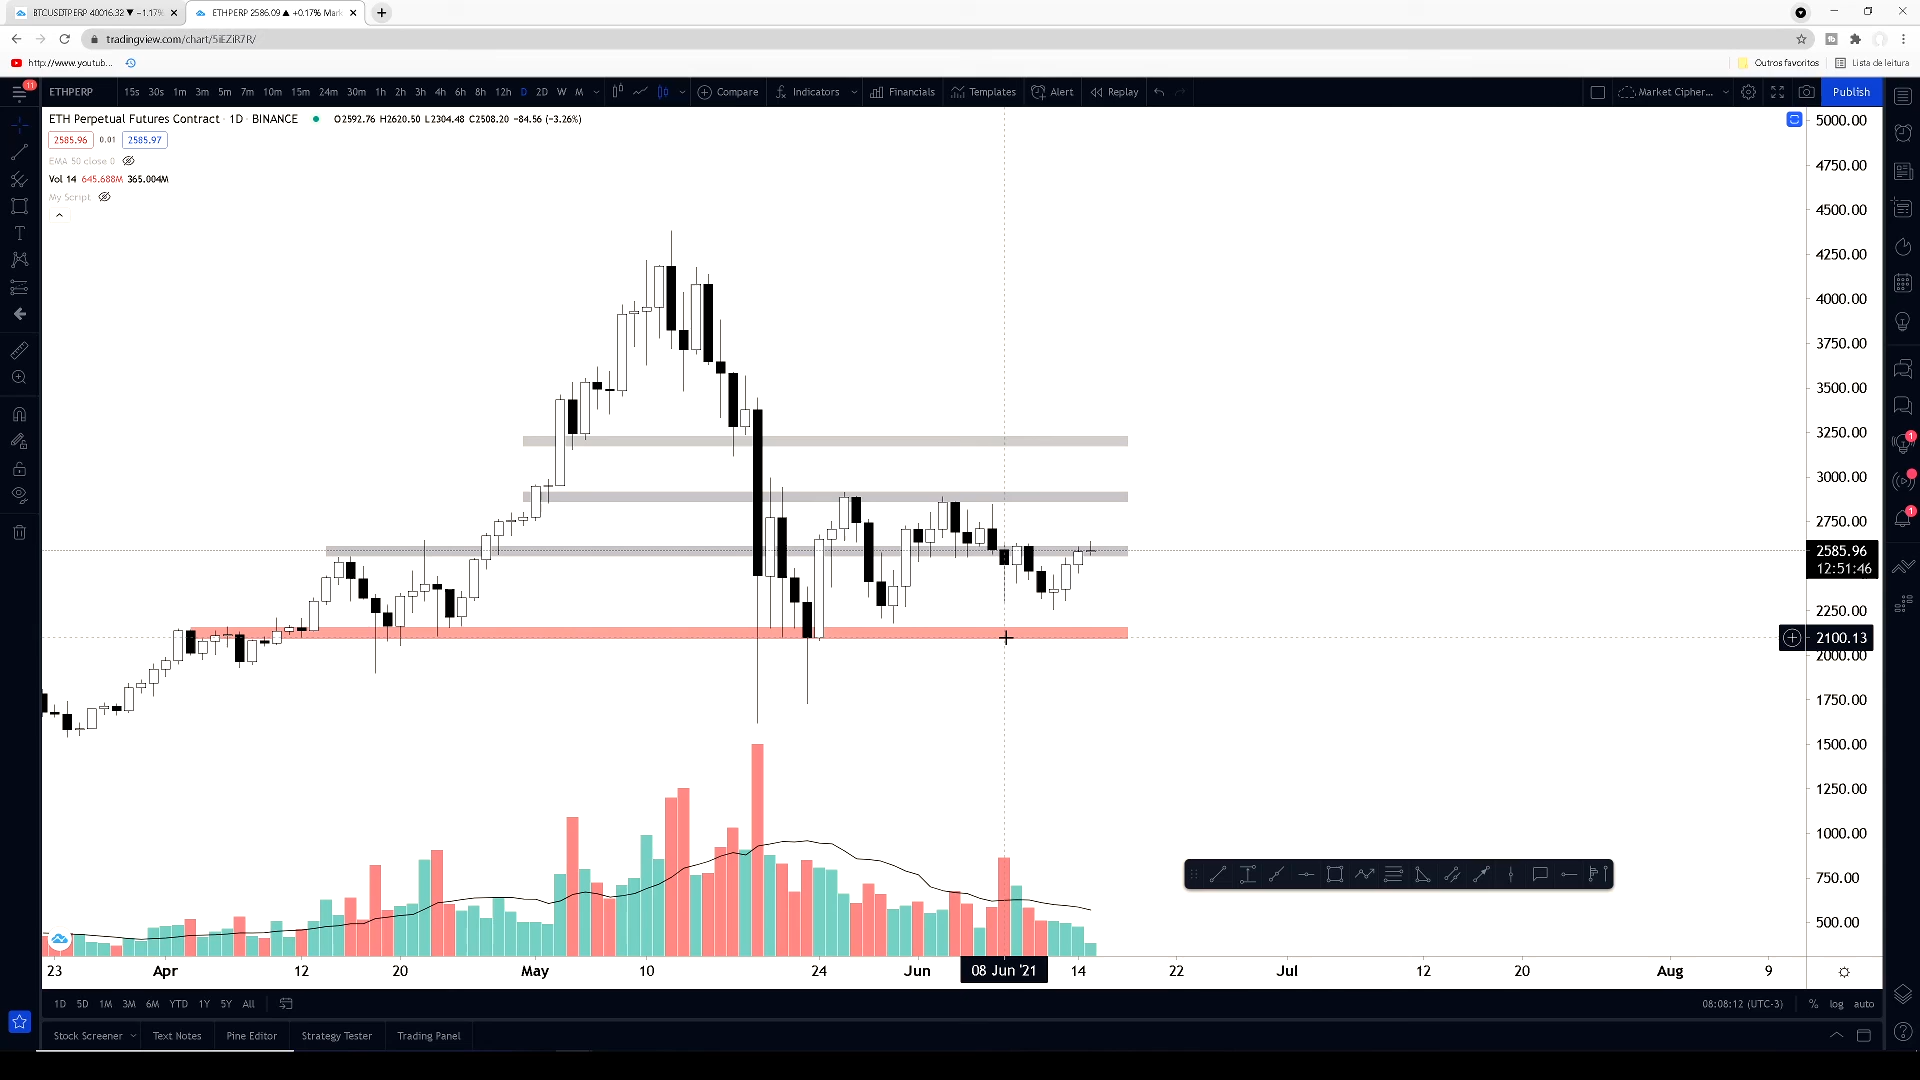 BTCUSDTPERP 40016.32 ▼ −1.17% ETHPERP 2586.09 ▲ +0.17% Mark
tradingview.com/chart/5iEZiR7R/
http://www.youtub... Outros favoritos Lista de leitura
11 ETHPERP 15s 30s 1m 3m 5m 7m 10m 15m 24m 30m 1h 2h 3h 4h 6h 8h 12h D 2D W M Compare Indicators Financials Templates Alert Replay Market Cipher... Publish
ETH Perpetual Futures Contract · 1D · BINANCE O2592.76 H2620.50 L2304.48 C2508.20 −84.56 (−3.26%)
2585.96 0.01 2585.97
EMA 50 close 0
Vol 14 645.688M 365.004M
My Script
5000.00
4750.00
4500.00
4250.00
4000.00
3750.00
3500.00
3250.00
3000.00
2750.00
2585.96
12:51:46
2250.00
2100.13
2000.00
1750.00
1500.00
1250.00
1000.00
750.00
500.00
1
1
23 Apr 12 20 May 10 24 Jun 08 Jun '21 14 22 Jul 12 20 Aug 9
1D 5D 1M 3M 6M YTD 1Y 5Y All 08:08:12 (UTC-3) % log auto
Stock Screener Text Notes Pine Editor Strategy Tester Trading Panel